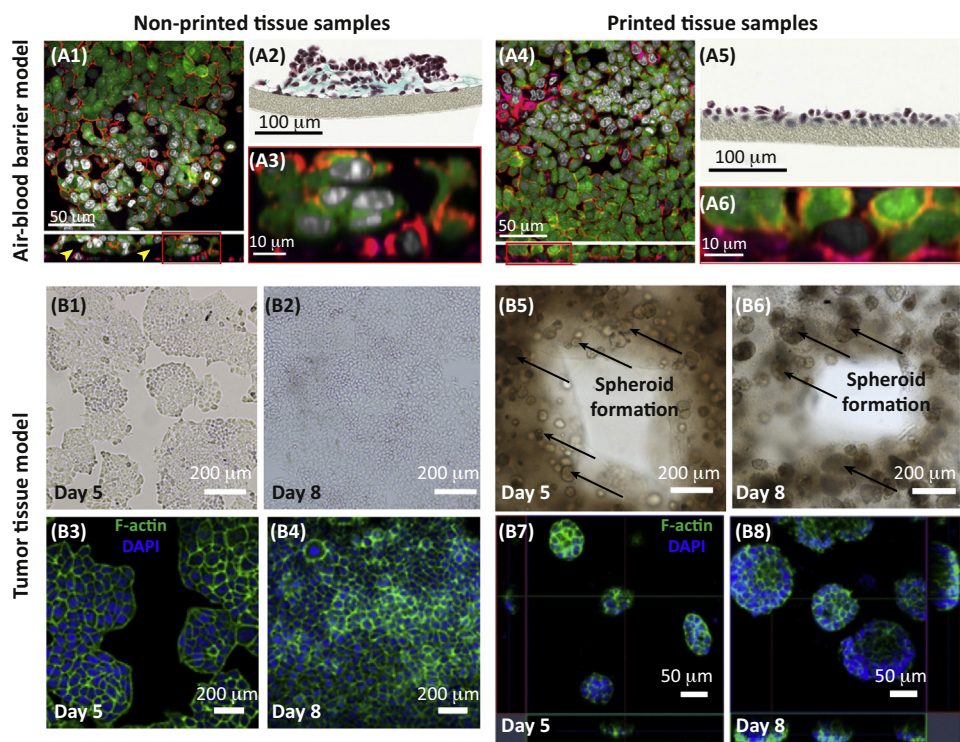 Non-printed tissue samples
Printed tissue samples
Air-blood barrier model
(A1)
50 μm
(A2)
100 μm
(A3)
10 μm
(A4)
50 μm
(A5)
100 μm
(A6)
10 μm
Tumor tissue model
(B1)
200 μm
Day 5
(B2)
200 μm
Day 8
(B5)
Spheroid
formation
200 μm
Day 5
(B6)
Spheroid
formation
200 μm
Day 8
(B3)
F-actin
DAPI
200 μm
Day 5
(B4)
200 μm
Day 8
(B7)
F-actin
DAPI
50 μm
Day 5
(B8)
50 μm
Day 8